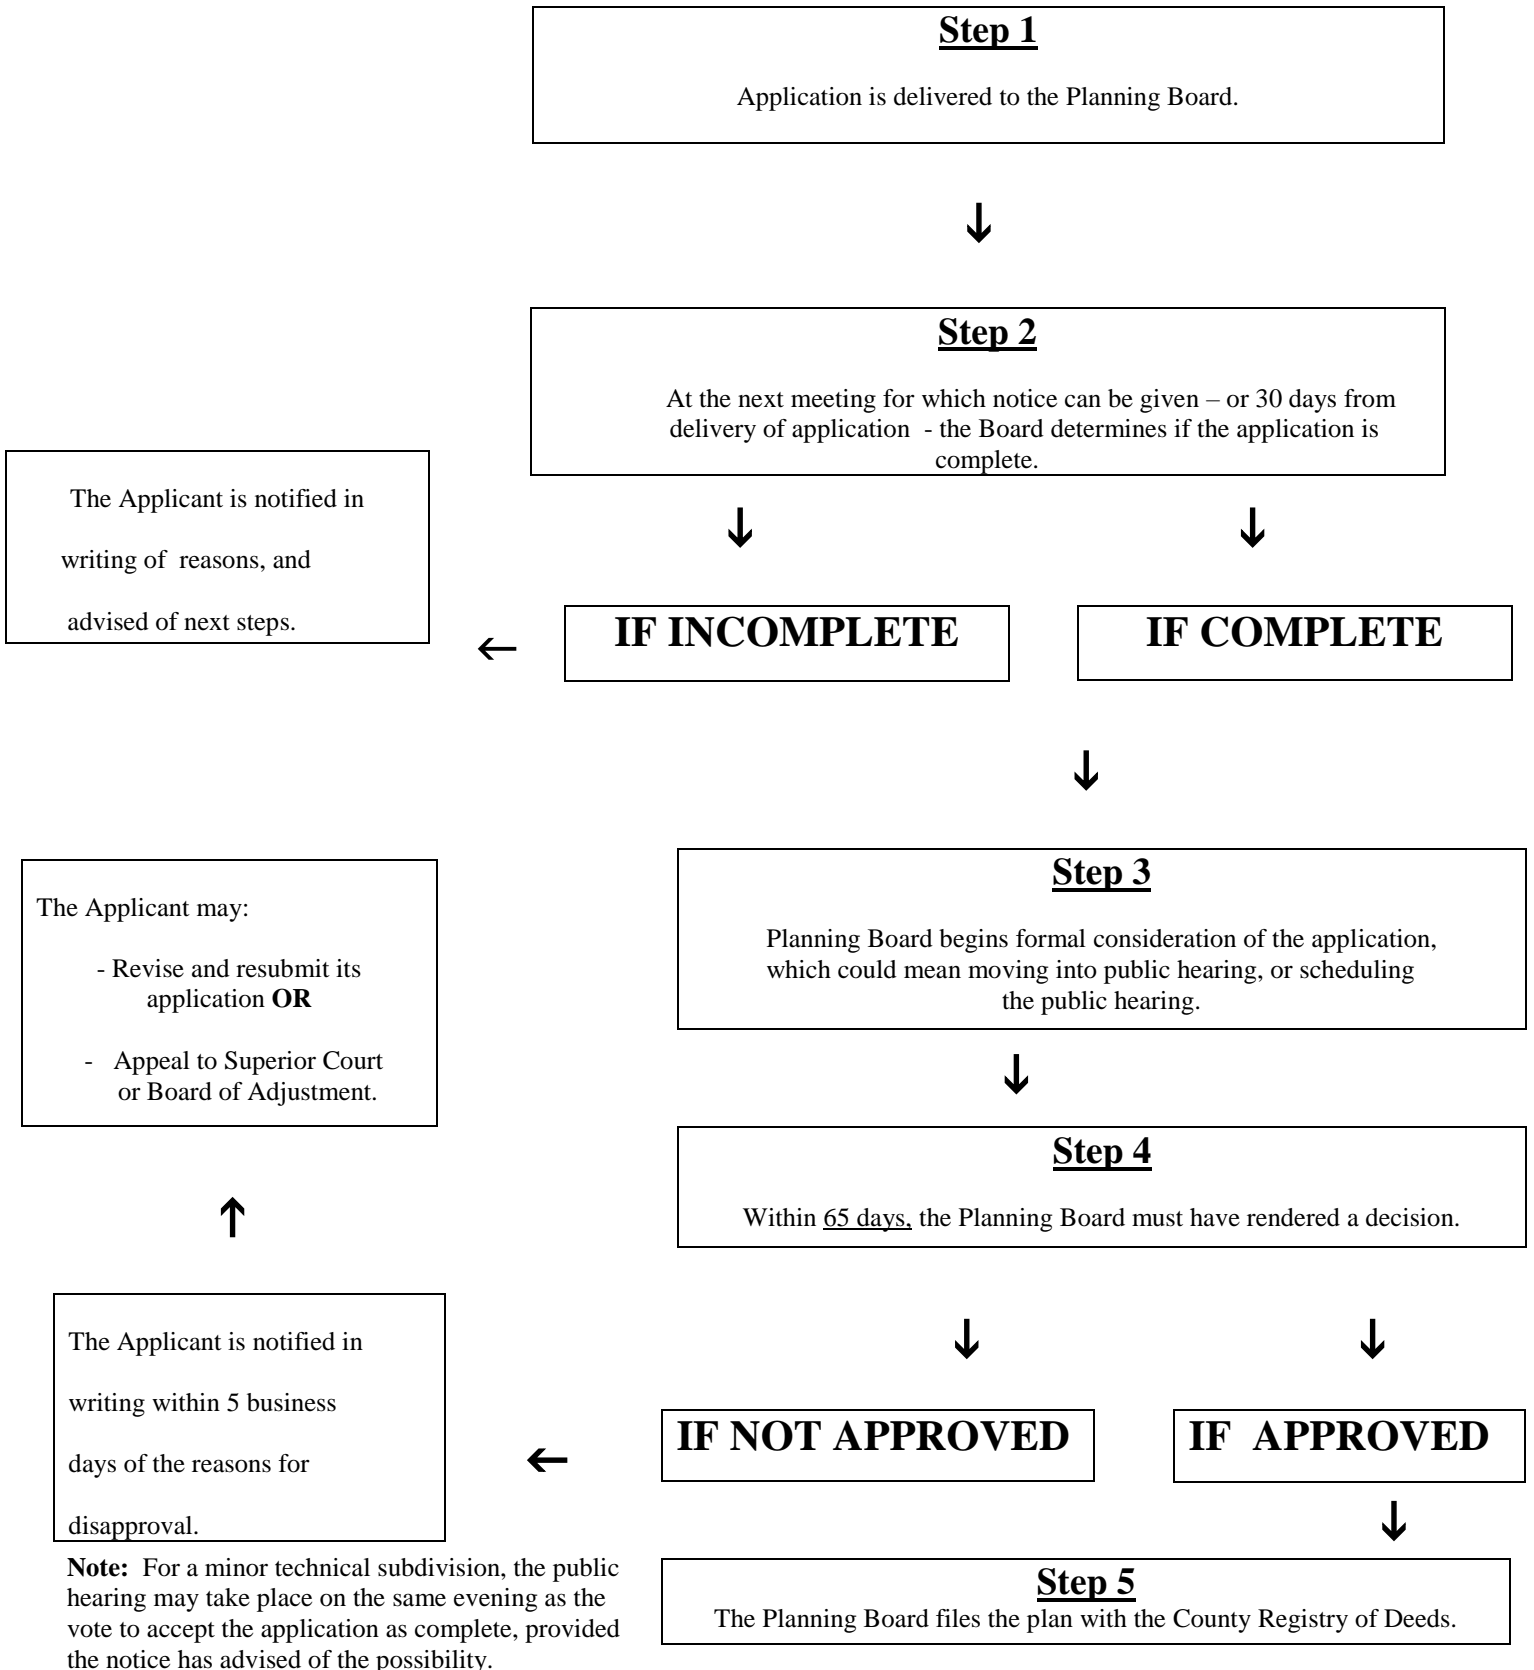 Step 1
Application is delivered to the Planning Board.
Step 2
At the next meeting for which notice can be given – or 30 days from
delivery of application - the Board determines if the application is
complete.
The Applicant is notified in
writing of reasons, and
advised of next steps.
IF INCOMPLETE
IF COMPLETE
Step 3
Planning Board begins formal consideration of the application,
which could mean moving into public hearing, or scheduling
the public hearing.
The Applicant may:
- Revise and resubmit its
application OR
- Appeal to Superior Court
or Board of Adjustment.
Step 4
Within 65 days, the Planning Board must have rendered a decision.
The Applicant is notified in
writing within 5 business
days of the reasons for
disapproval.
IF NOT APPROVED
IF APPROVED
Note: For a minor technical subdivision, the public
hearing may take place on the same evening as the
vote to accept the application as complete, provided
the notice has advised of the possibility.
Step 5
The Planning Board files the plan with the County Registry of Deeds.